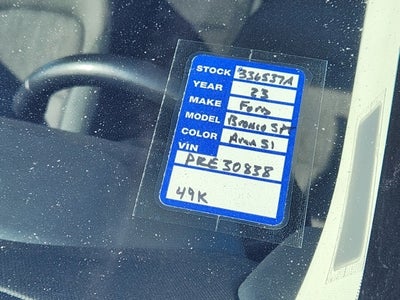 STOCK 336537A
YEAR 23
MAKE Ford
MODEL Bronco Spt
COLOR Area 51
VIN
PRE30838
49K